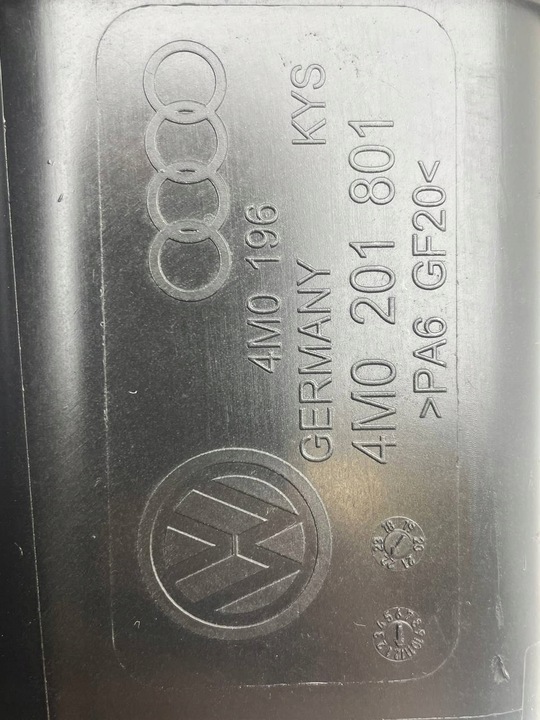 4M0 196
GERMANY KYS
4M0 201 801
>PA6 GF20<